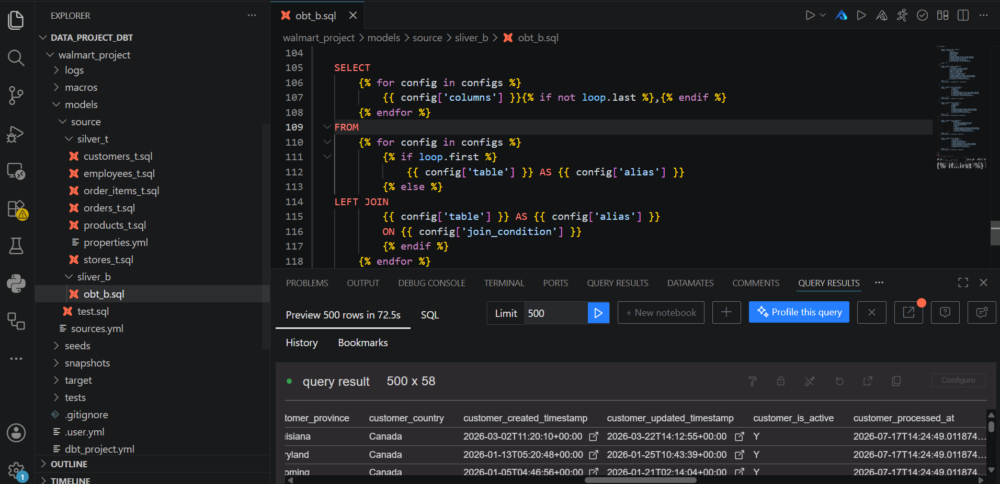 EXPLORER
DATA_PROJECT_DBT
walmart_project
logs
macros
models
source
silver_t
customers_t.sql
employees_t.sql
order_items_t.sql
orders_t.sql
products_t.sql
properties.yml
stores_t.sql
sliver_b
obt_b.sql
test.sql
sources.yml
seeds
snapshots
target
tests
.gitignore
.user.yml
dbt_project.yml
OUTLINE
TIMELINE
1
obt_b.sql
walmart_project > models > source > sliver_b > obt_b.sql
104
105 SELECT
106 {% for config in configs %}
107 {{ config['columns'] }}{% if not loop.last %},{% endif %}
108 {% endfor %}
109 FROM
110 {% for config in configs %}
111 {% if loop.first %}
112 {{ config['table'] }} AS {{ config['alias'] }}
113 {% else %}
114 LEFT JOIN
115 {{ config['table'] }} AS {{ config['alias'] }}
116 ON {{ config['join_condition'] }}
117 {% endif %}
118 {% endfor %}
{% if...irst %}
PROBLEMS OUTPUT DEBUG CONSOLE TERMINAL PORTS QUERY RESULTS DATAMATES COMMENTS QUERY RESULTS
Preview 500 rows in 72.5s SQL Limit 500 + New notebook Profile this query
History Bookmarks
query result 500 x 58 Configure
tomer_province customer_country customer_created_timestamp customer_updated_timestamp customer_is_active customer_processed_at
iisiana Canada 2026-03-02T11:20:10+00:00 2026-03-22T14:12:55+00:00 Y 2026-07-17T14:24:49.011874...
ryland Canada 2026-01-13T05:20:48+00:00 2026-01-25T10:43:39+00:00 Y 2026-07-17T14:24:49.011874...
oming Canada 2026-01-05T04:46:56+00:00 2026-01-21T02:14:04+00:00 Y 2026-07-17T14:24:49.011874...